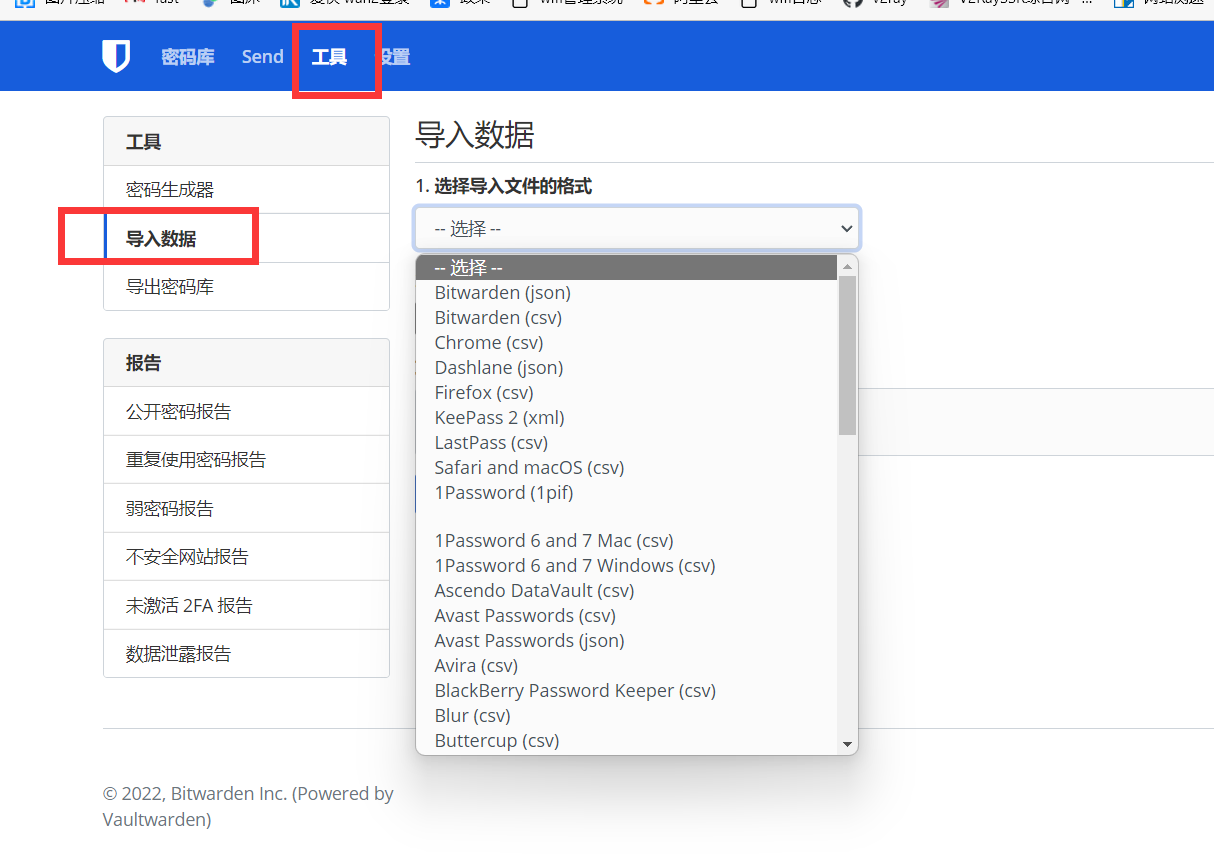 密码库 Send 工具 设置
工具
密码生成器
导入数据
导出密码库
报告
公开密码报告
重复使用密码报告
弱密码报告
不安全网站报告
未激活 2FA 报告
数据泄露报告
导入数据
1. 选择导入文件的格式
-- 选择 --
-- 选择 --
Bitwarden (json)
Bitwarden (csv)
Chrome (csv)
Dashlane (json)
Firefox (csv)
KeePass 2 (xml)
LastPass (csv)
Safari and macOS (csv)
1Password (1pif)
1Password 6 and 7 Mac (csv)
1Password 6 and 7 Windows (csv)
Ascendo DataVault (csv)
Avast Passwords (csv)
Avast Passwords (json)
Avira (csv)
BlackBerry Password Keeper (csv)
Blur (csv)
Buttercup (csv)
© 2022, Bitwarden Inc. (Powered by
Vaultwarden)